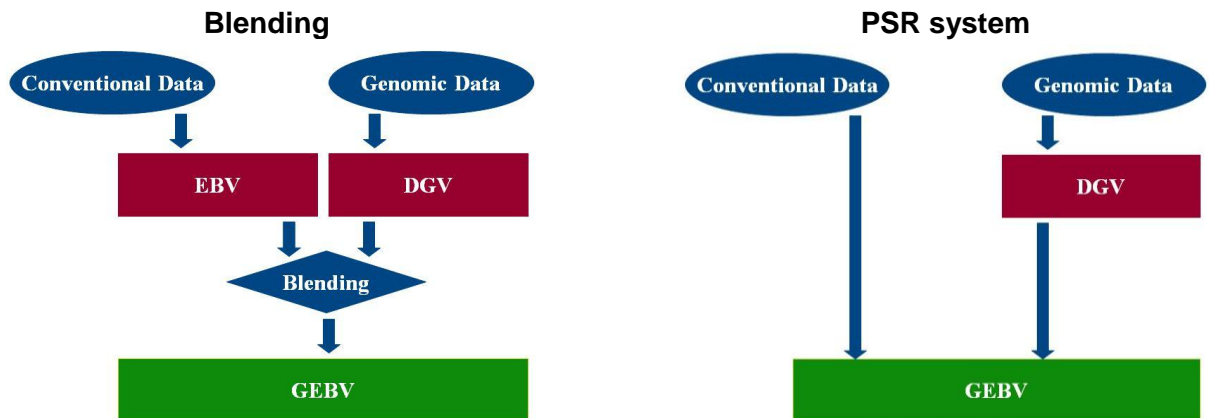 Blending
Conventional Data
Genomic Data
EBV
DGV
Blending
GEBV
PSR system
Conventional Data
Genomic Data
DGV
GEBV